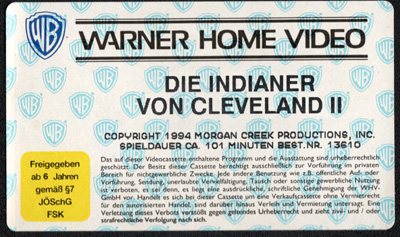 WB WARNER HOME VIDEO
DIE INDIANER
VON CLEVELAND II
COPYRIGHT 1994 MORGAN CREEK PRODUCTIONS, INC.
SPIELDAUER CA. 101 MINUTEN BEST.NR. 13610
Freigegeben
ab 6 Jahren
gemäß §7
JÖSchG
FSK
Das auf dieser Videocassette enthaltene Programm und die Ausstattung sind urheberrechtlich
geschützt. Der Besitz dieser Cassette berechtigt ausschließlich zur Vorführung im privaten
Bereich für nichtgewerbliche Zwecke. Jede andere Benutzung wie z.B. öffentliche Auf- oder
Vorführung, Sendung, unerlaubte Vervielfältigung, Tausch oder sonstige gewerbliche Nutzung
ist verboten, es sei denn, es liegt eine ausdrückliche, schriftliche Genehmigung der WHV.
GmbH vor. Handelt es sich bei dieser Cassette um eine Verkaufscassette ohne Vermietrecht
für den autorisierten Handel, sind darüber hinaus Verleih und Vermietung untersagt. Eine
Verletzung dieses Verbots verstößt gegen geltendes Urheberrecht und zieht zivil- und / oder
strafrechtliche Verfolgung nach sich.